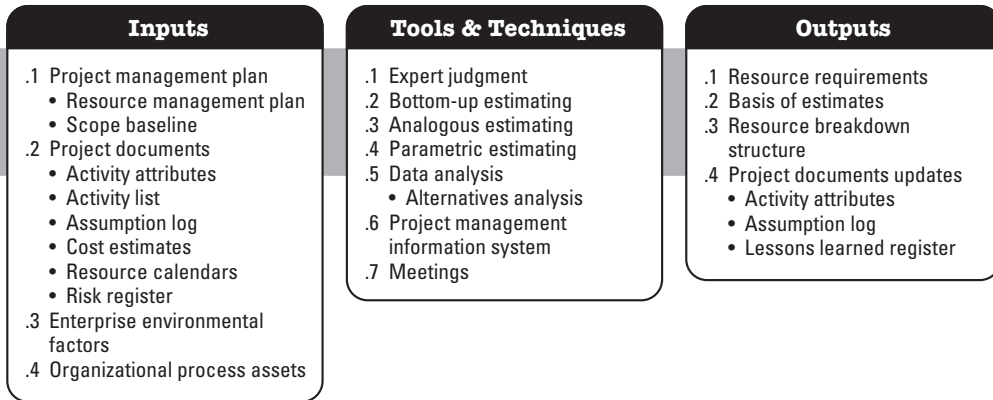 Inputs
.1 Project management plan
• Resource management plan
• Scope baseline
.2 Project documents
• Activity attributes
• Activity list
• Assumption log
• Cost estimates
• Resource calendars
• Risk register
.3 Enterprise environmental
factors
.4 Organizational process assets
Tools & Techniques
.1 Expert judgment
.2 Bottom-up estimating
.3 Analogous estimating
.4 Parametric estimating
.5 Data analysis
• Alternatives analysis
.6 Project management
information system
.7 Meetings
Outputs
.1 Resource requirements
.2 Basis of estimates
.3 Resource breakdown
structure
.4 Project documents updates
• Activity attributes
• Assumption log
• Lessons learned register